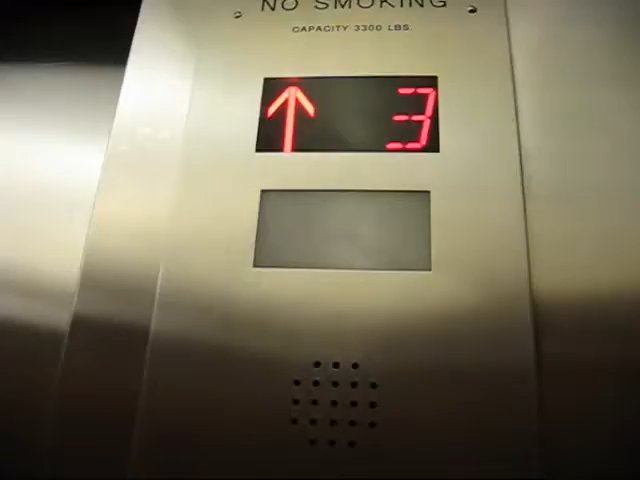 NO SMOKING
CAPACITY 3300 LBS.
↑ 3